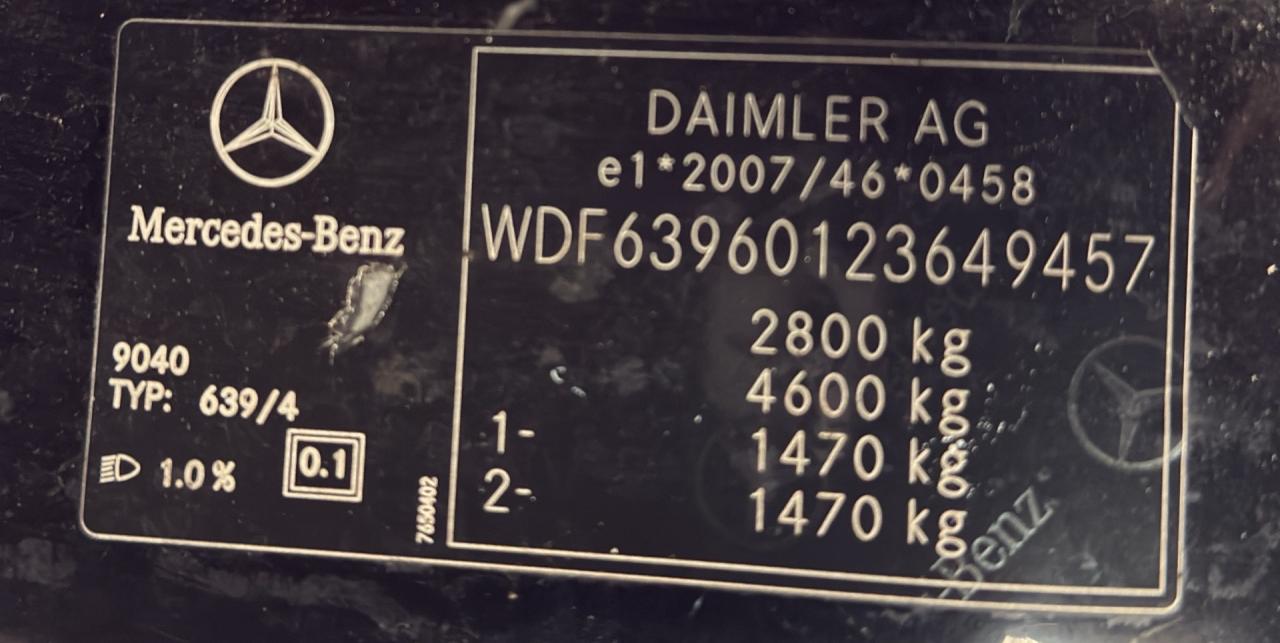 Mercedes-Benz
9040
TYP: 639/4
1.0 %
0.1
7650402
DAIMLER AG
e1*2007/46*0458
WDF63960123649457
2800 kg
4600 kg
1- 1470 kg
2- 1470 kg
Benz